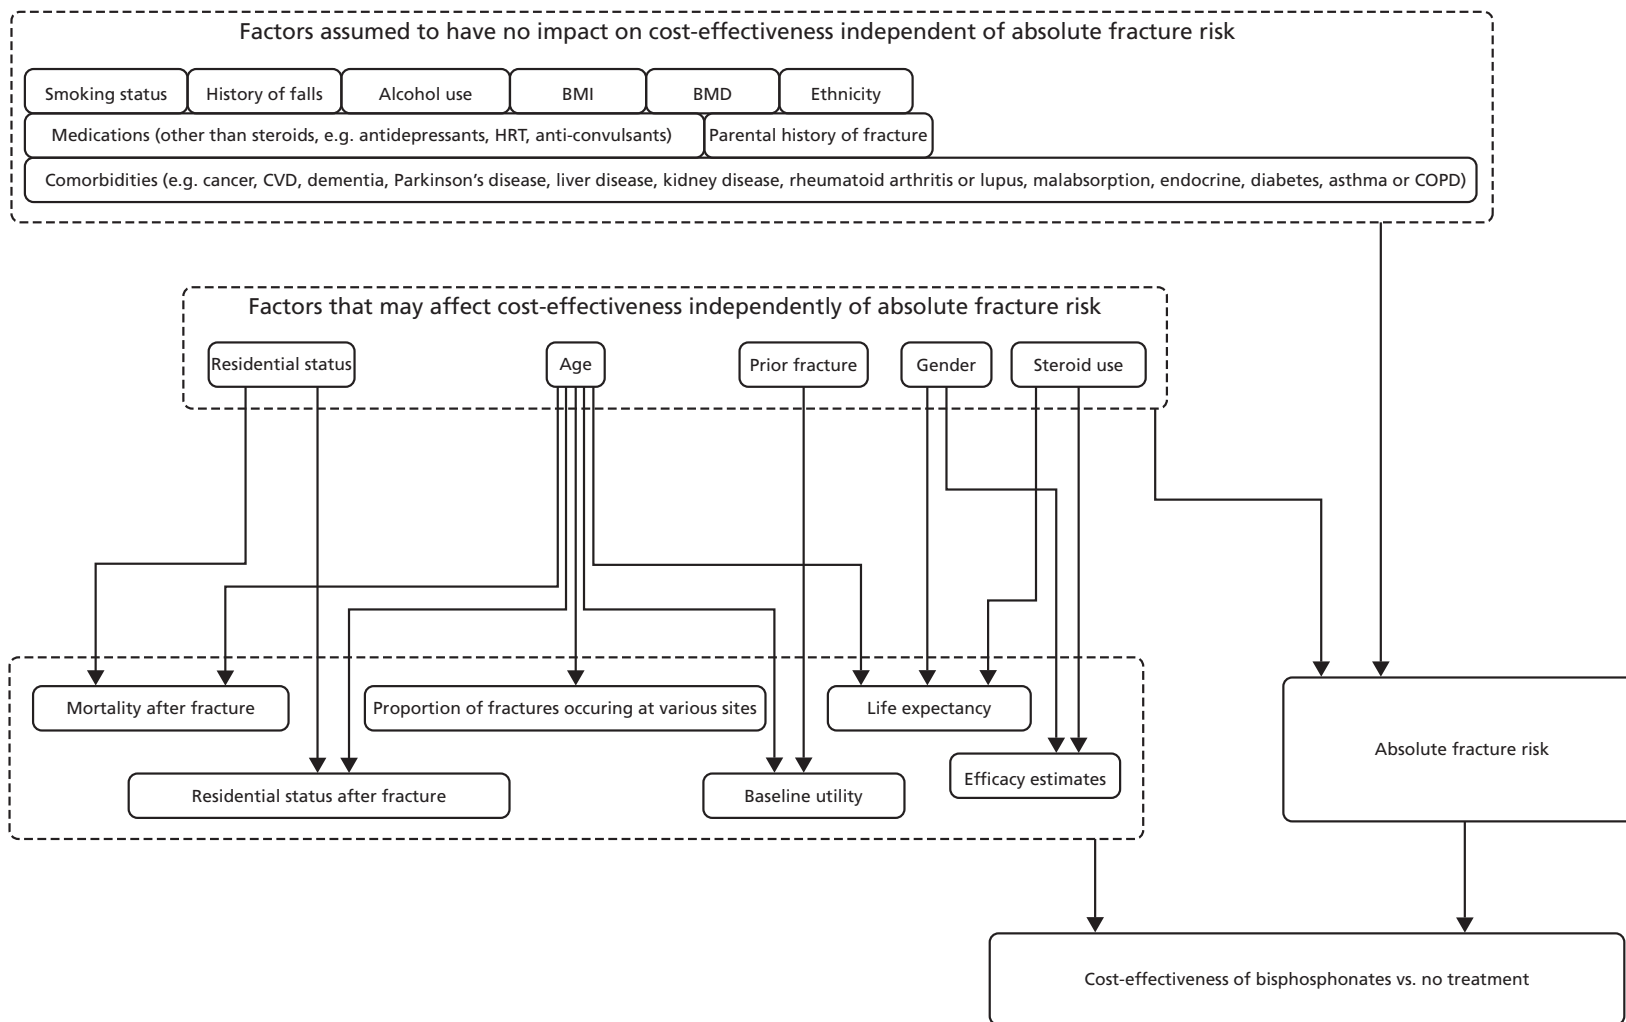 Factors assumed to have no impact on cost-effectiveness independent of absolute fracture risk
Smoking status
History of falls
Alcohol use
BMI
BMD
Ethnicity
Medications (other than steroids, e.g. antidepressants, HRT, anti-convulsants)
Parental history of fracture
Comorbidities (e.g. cancer, CVD, dementia, Parkinson’s disease, liver disease, kidney disease, rheumatoid arthritis or lupus, malabsorption, endocrine, diabetes, asthma or COPD)
Factors that may affect cost-effectiveness independently of absolute fracture risk
Residential status
Age
Prior fracture
Gender
Steroid use
Mortality after fracture
Proportion of fractures occuring at various sites
Life expectancy
Absolute fracture risk
Residential status after fracture
Baseline utility
Efficacy estimates
Cost-effectiveness of bisphosphonates vs. no treatment